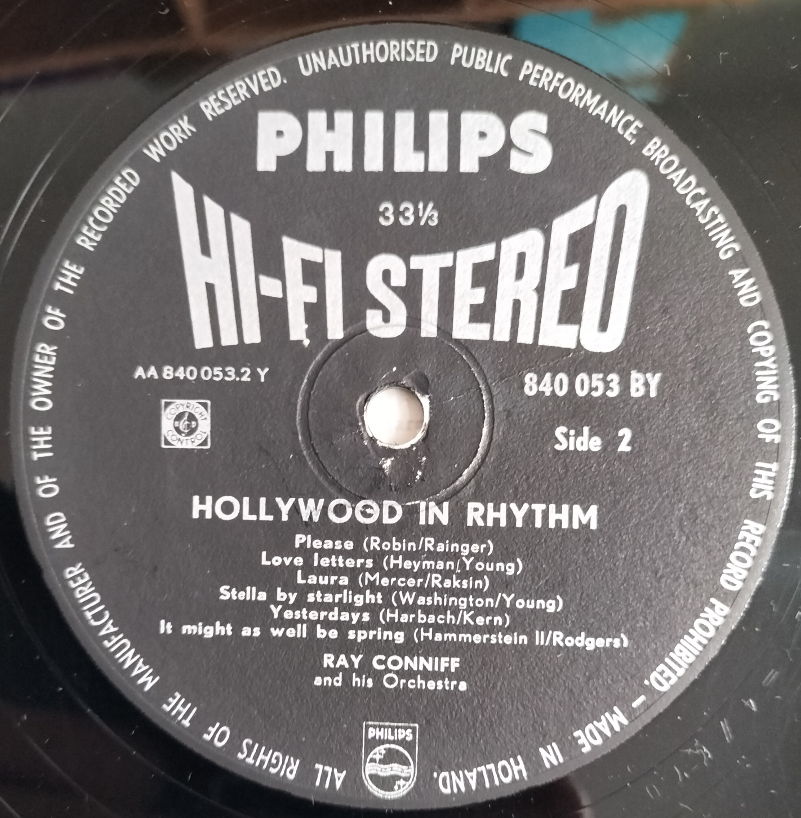 ALL RIGHTS OF THE MANUFACTURER AND OF THE OWNER OF THE RECORDED WORK RESERVED. UNAUTHORISED PUBLIC PERFORMANCE, BROADCASTING AND COPYING OF THIS RECORD PROHIBITED. – MADE IN HOLLAND.
PHILIPS
33⅓
HI-FI STEREO
AA 840 053.2 Y
840 053 BY
COPYRIGHT
CONTROL
Side 2
HOLLYWOOD IN RHYTHM
Please (Robin/Rainger)
Love letters (Heyman/Young)
Laura (Mercer/Raksin)
Stella by starlight (Washington/Young)
Yesterdays (Harbach/Kern)
It might as well be spring (Hammerstein II/Rodgers)
RAY CONNIFF
and his Orchestra
PHILIPS